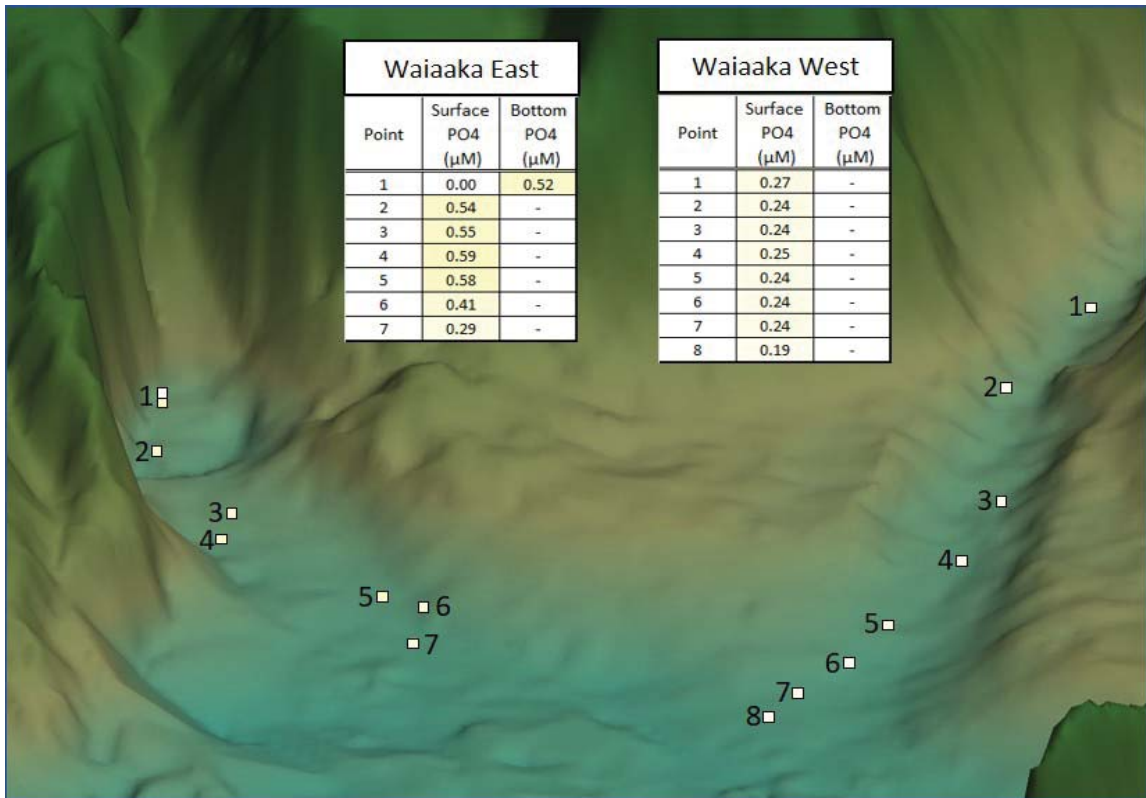 Waiaaka East
Point Surface PO4 (µM) Bottom PO4 (µM)
1 0.00 0.52
2 0.54 -
3 0.55 -
4 0.59 -
5 0.58 -
6 0.41 -
7 0.29 -
Waiaaka West
Point Surface PO4 (µM) Bottom PO4 (µM)
1 0.27 -
2 0.24 -
3 0.24 -
4 0.25 -
5 0.24 -
6 0.24 -
7 0.24 -
8 0.19 -
1
2
3
4
5
6
7
1
2
3
4
5
6
7
8